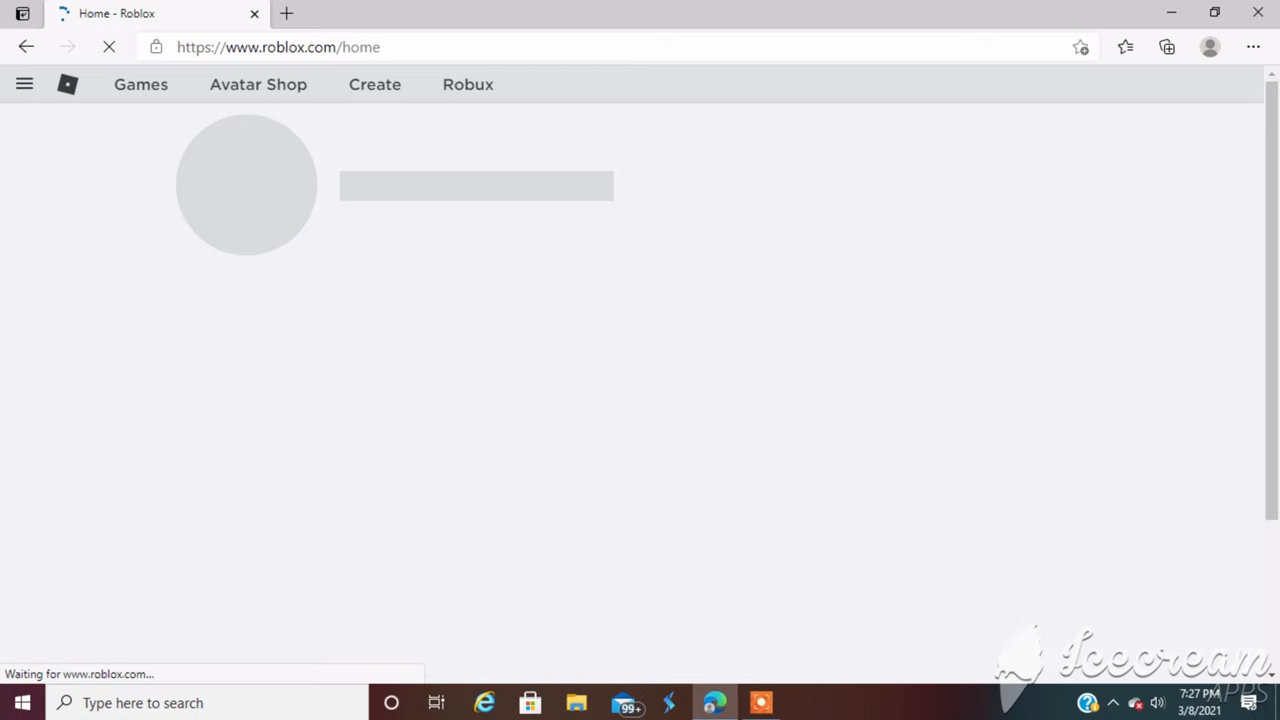 Home - Roblox
https://www.roblox.com/home
Games Avatar Shop Create Robux
Waiting for www.roblox.com...
Icecream
APPS
Type here to search
99+
7:27 PM
3/8/2021